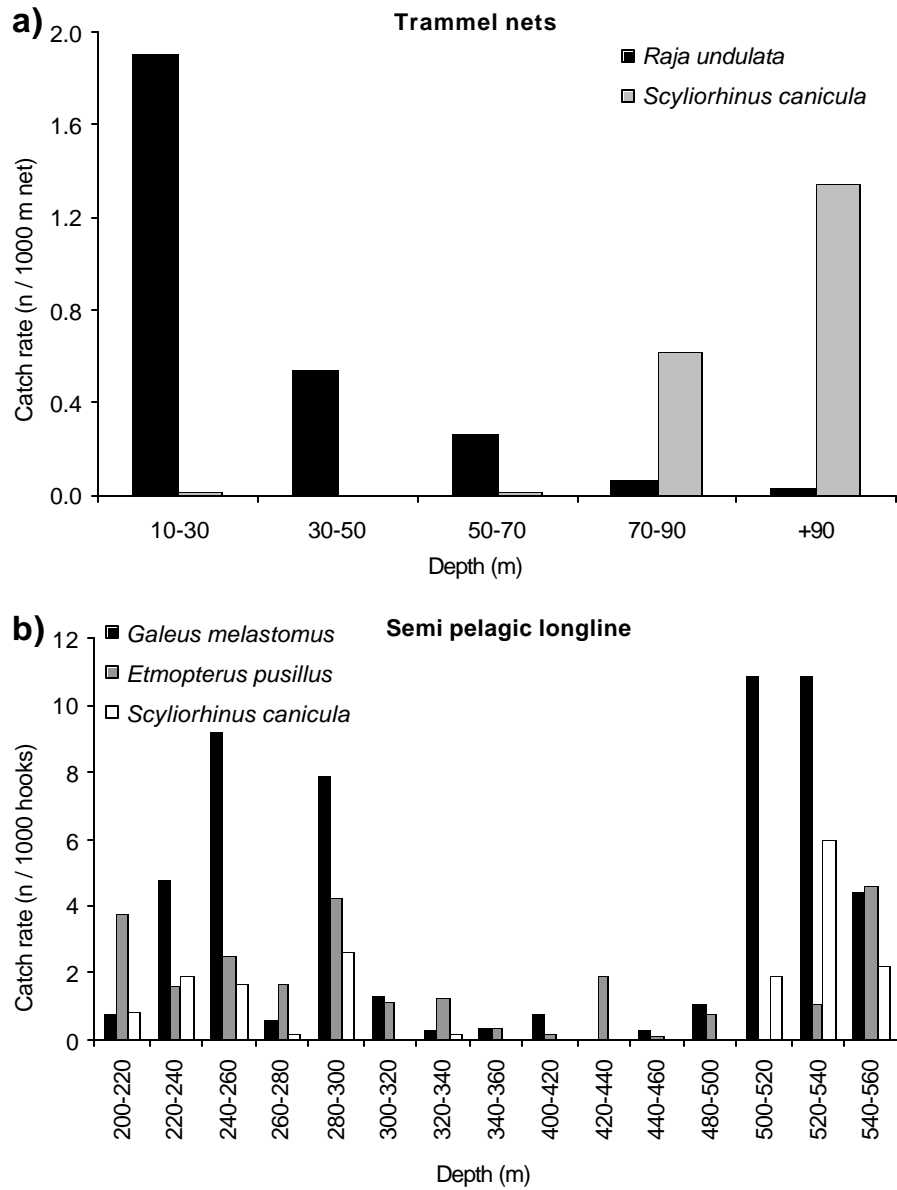 a)
Trammel nets
Raja undulata
Scyliorhinus canicula
Catch rate (n / 1000 m net)
2.0
1.6
1.2
0.8
0.4
0.0
10-30 30-50 50-70 70-90 +90
Depth (m)
b)
Semi pelagic longline
Galeus melastomus
Etmopterus pusillus
Scyliorhinus canicula
Catch rate (n / 1000 hooks)
12
10
8
6
4
2
0
200-220
220-240
240-260
260-280
280-300
300-320
320-340
340-360
400-420
420-440
440-460
480-500
500-520
520-540
540-560
Depth (m)